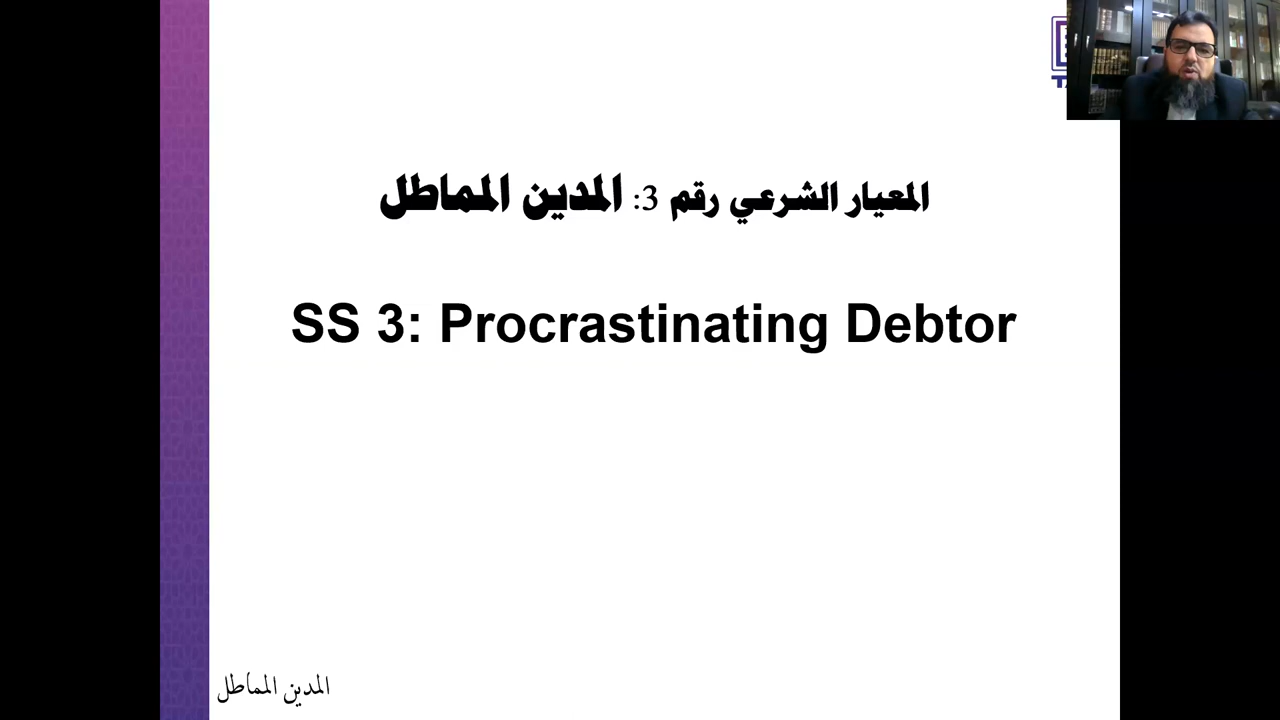 المعيار الشرعي رقم 3: المدين المماطل
SS 3: Procrastinating Debtor
المدين المماطل